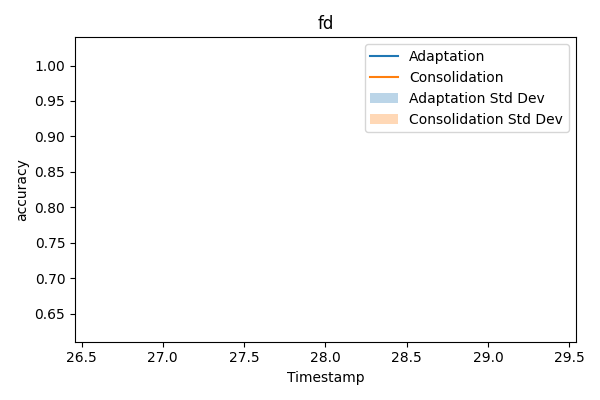 fd
Adaptation
Consolidation
Adaptation Std Dev
Consolidation Std Dev
accuracy
1.00
0.95
0.90
0.85
0.80
0.75
0.70
0.65
26.5 27.0 27.5 28.0 28.5 29.0 29.5
Timestamp